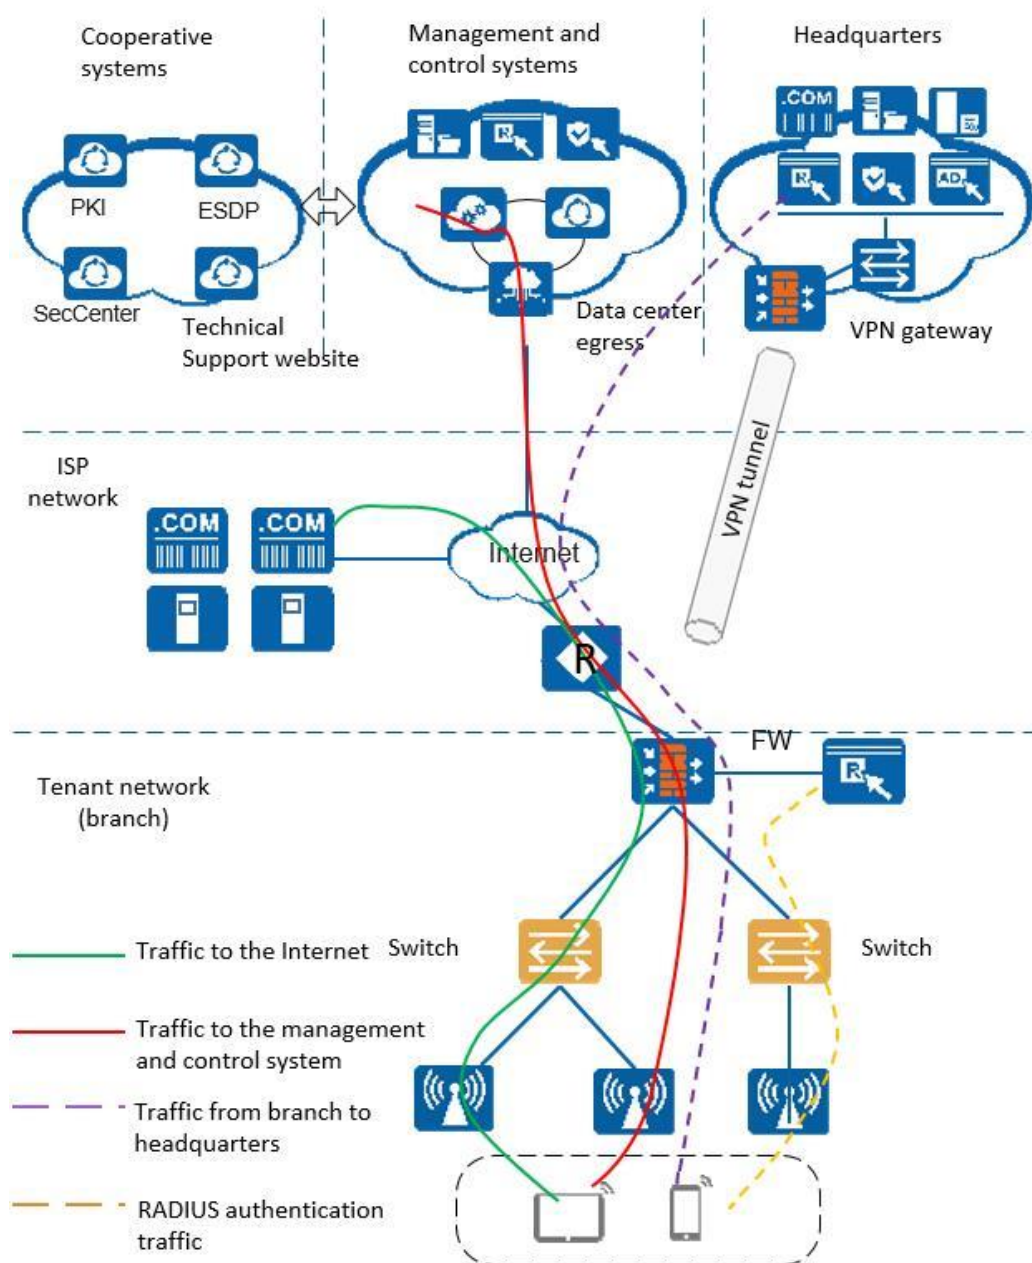 Cooperative
systems
Management and
control systems
Headquarters
.COM
R
R
AD
PKI
ESDP
SecCenter
Technical
Support website
Data center
egress
VPN gateway
VPN tunnel
ISP
network
.COM
.COM
Internet
R
FW
R
Tenant network
(branch)
Traffic to the Internet
Switch
Switch
Traffic to the management
and control system
Traffic from branch to
headquarters
RADIUS authentication
traffic